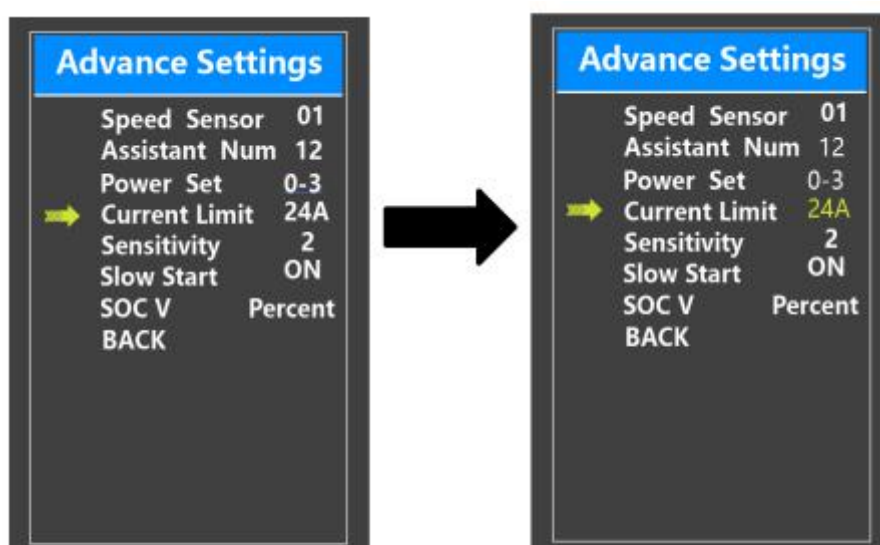 Advance Settings
Speed Sensor 01
Assistant Num 12
Power Set 0-3
Current Limit 24A
Sensitivity 2
Slow Start ON
SOC V Percent
BACK
Advance Settings
Speed Sensor 01
Assistant Num 12
Power Set 0-3
Current Limit 24A
Sensitivity 2
Slow Start ON
SOC V Percent
BACK